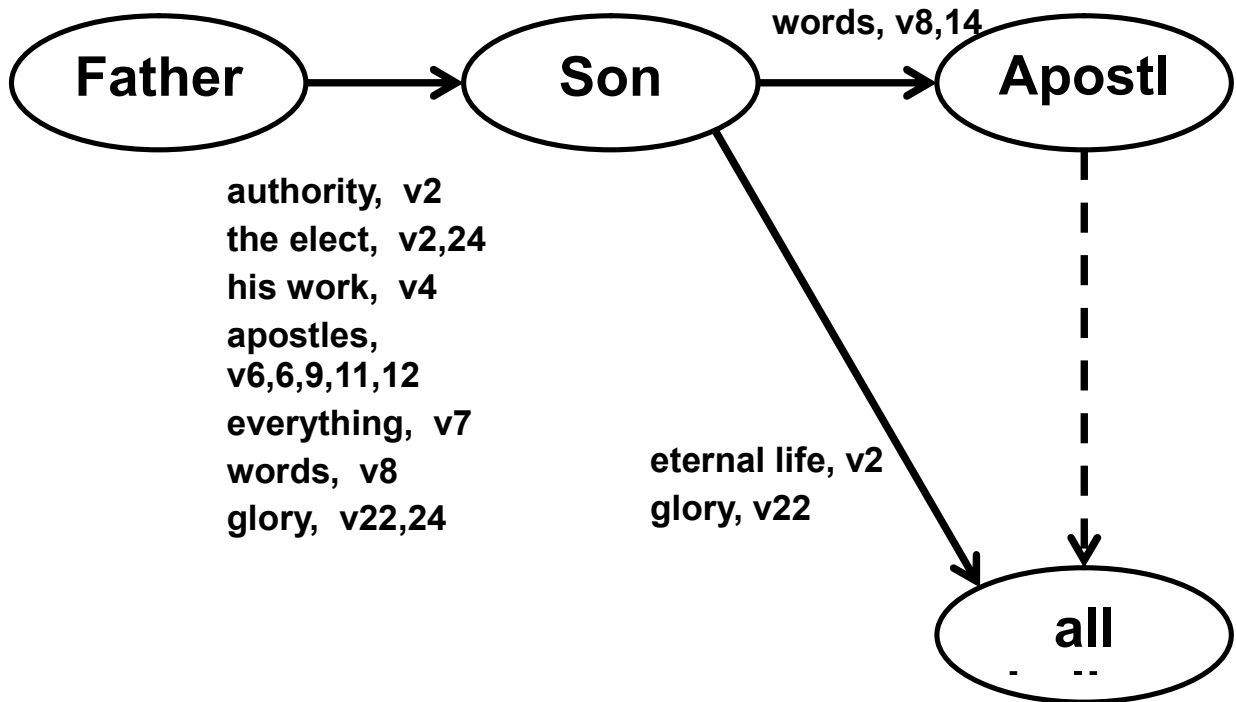 words, v8,14
Father
Son
Apostl
authority, v2
the elect, v2,24
his work, v4
apostles,
v6,6,9,11,12
everything, v7
words, v8
glory, v22,24
eternal life, v2
glory, v22
all